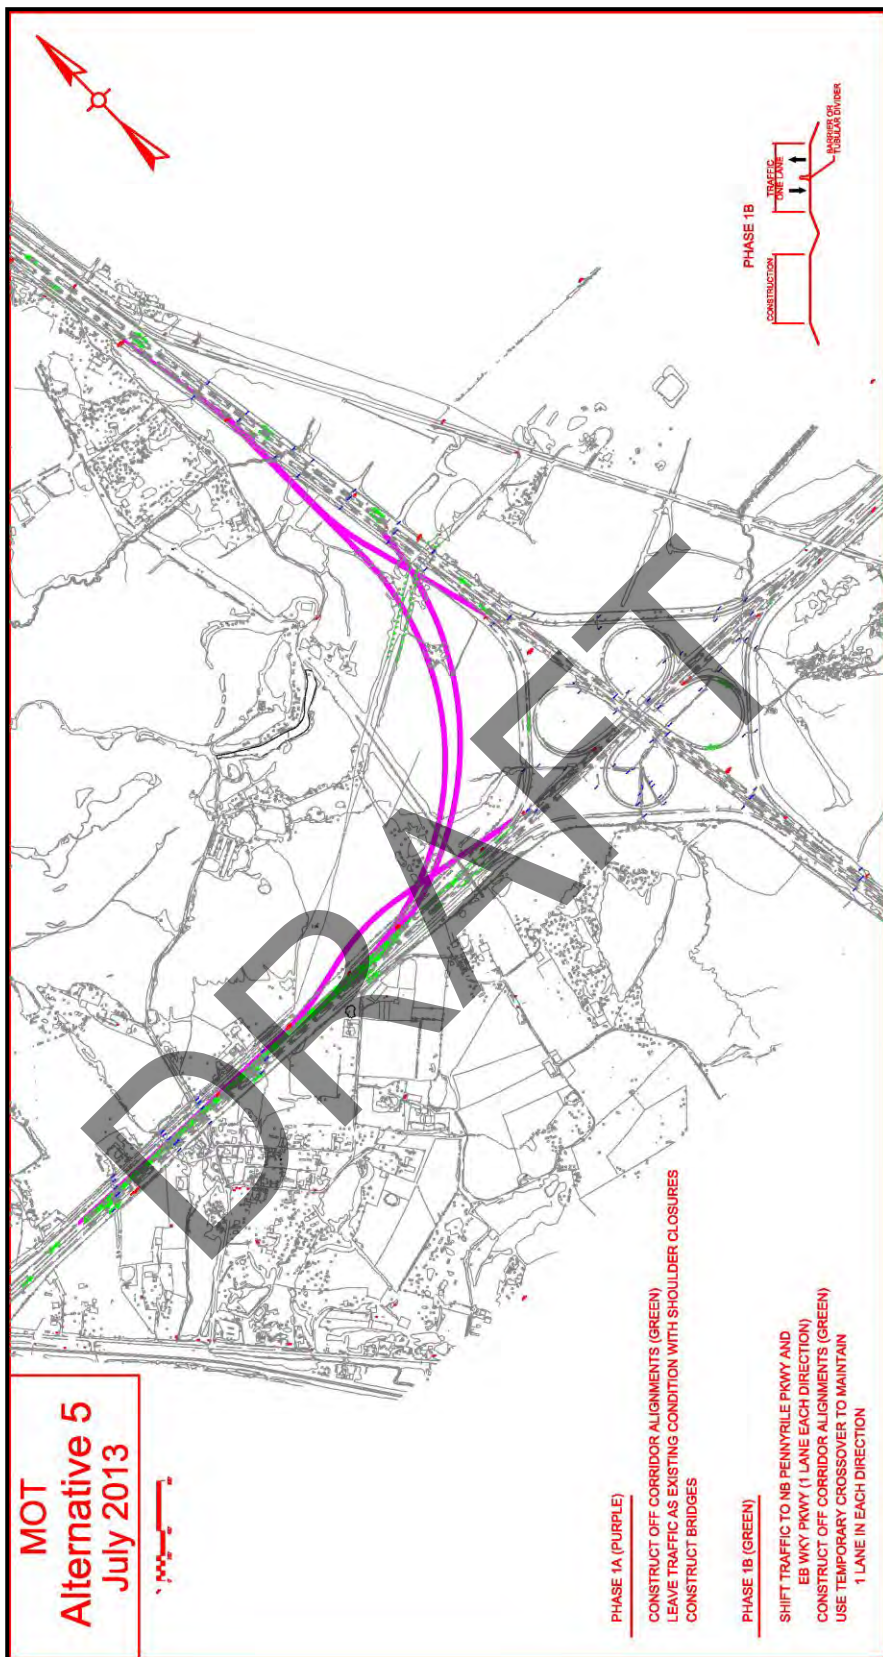 MOT
Alternative 5
July 2013
PHASE 1A (PURPLE)
CONSTRUCT OFF CORRIDOR ALIGNMENTS (GREEN)
LEAVE TRAFFIC AS EXISTING CONDITION WITH SHOULDER CLOSURES
CONSTRUCT BRIDGES
PHASE 1B (GREEN)
SHIFT TRAFFIC TO NB PENNYRILE PKWY AND
EB WKY PKWY (1 LANE EACH DIRECTION)
CONSTRUCT OFF CORRIDOR ALIGNMENTS (GREEN)
USE TEMPORARY CROSSOVER TO MAINTAIN
1 LANE IN EACH DIRECTION
PHASE 1B
CONSTRUCTION
TRAFFIC
ONE LANE
BARRIER OR
TUBULAR DIVIDER
DRAFT